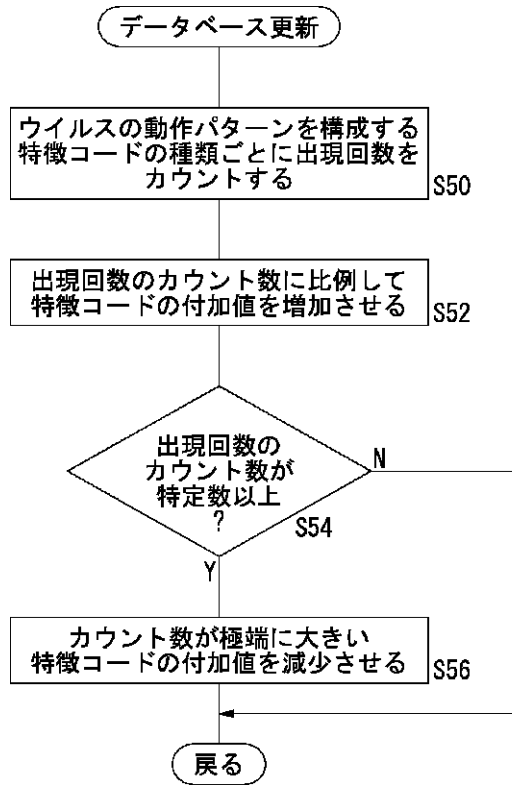 データベース更新
ウイルスの動作パターンを構成する
特徴コードの種類ごとに出現回数を
カウントする
S50
出現回数のカウント数に比例して
特徴コードの付加値を増加させる
S52
出現回数の
カウント数が
特定数以上
?
N
S54
Y
カウント数が極端に大きい
特徴コードの付加値を減少させる
S56
戻る